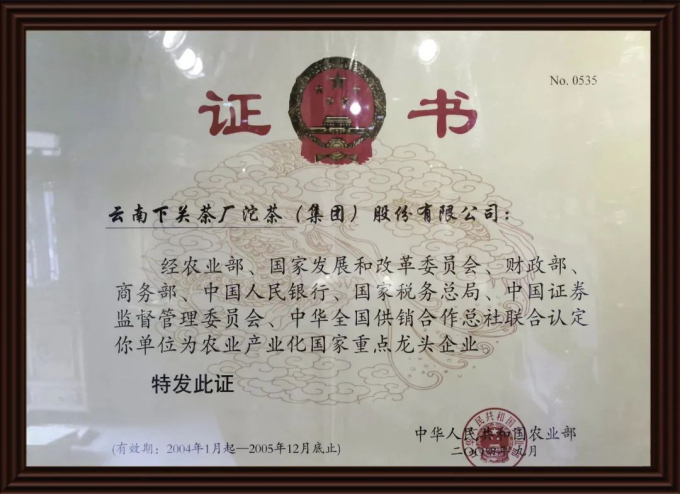 No. 0535
证书
云南下关茶厂沱茶（集团）股份有限公司：
经农业部、国家发展和改革委员会、财政部、
商务部、中国人民银行、国家税务总局、中国证券
监督管理委员会、中华全国供销合作总社联合认定
你单位为农业产业化国家重点龙头企业
特发此证
中华人民共和国农业部
(有效期：2004年1月起—2005年12月底止)
九月